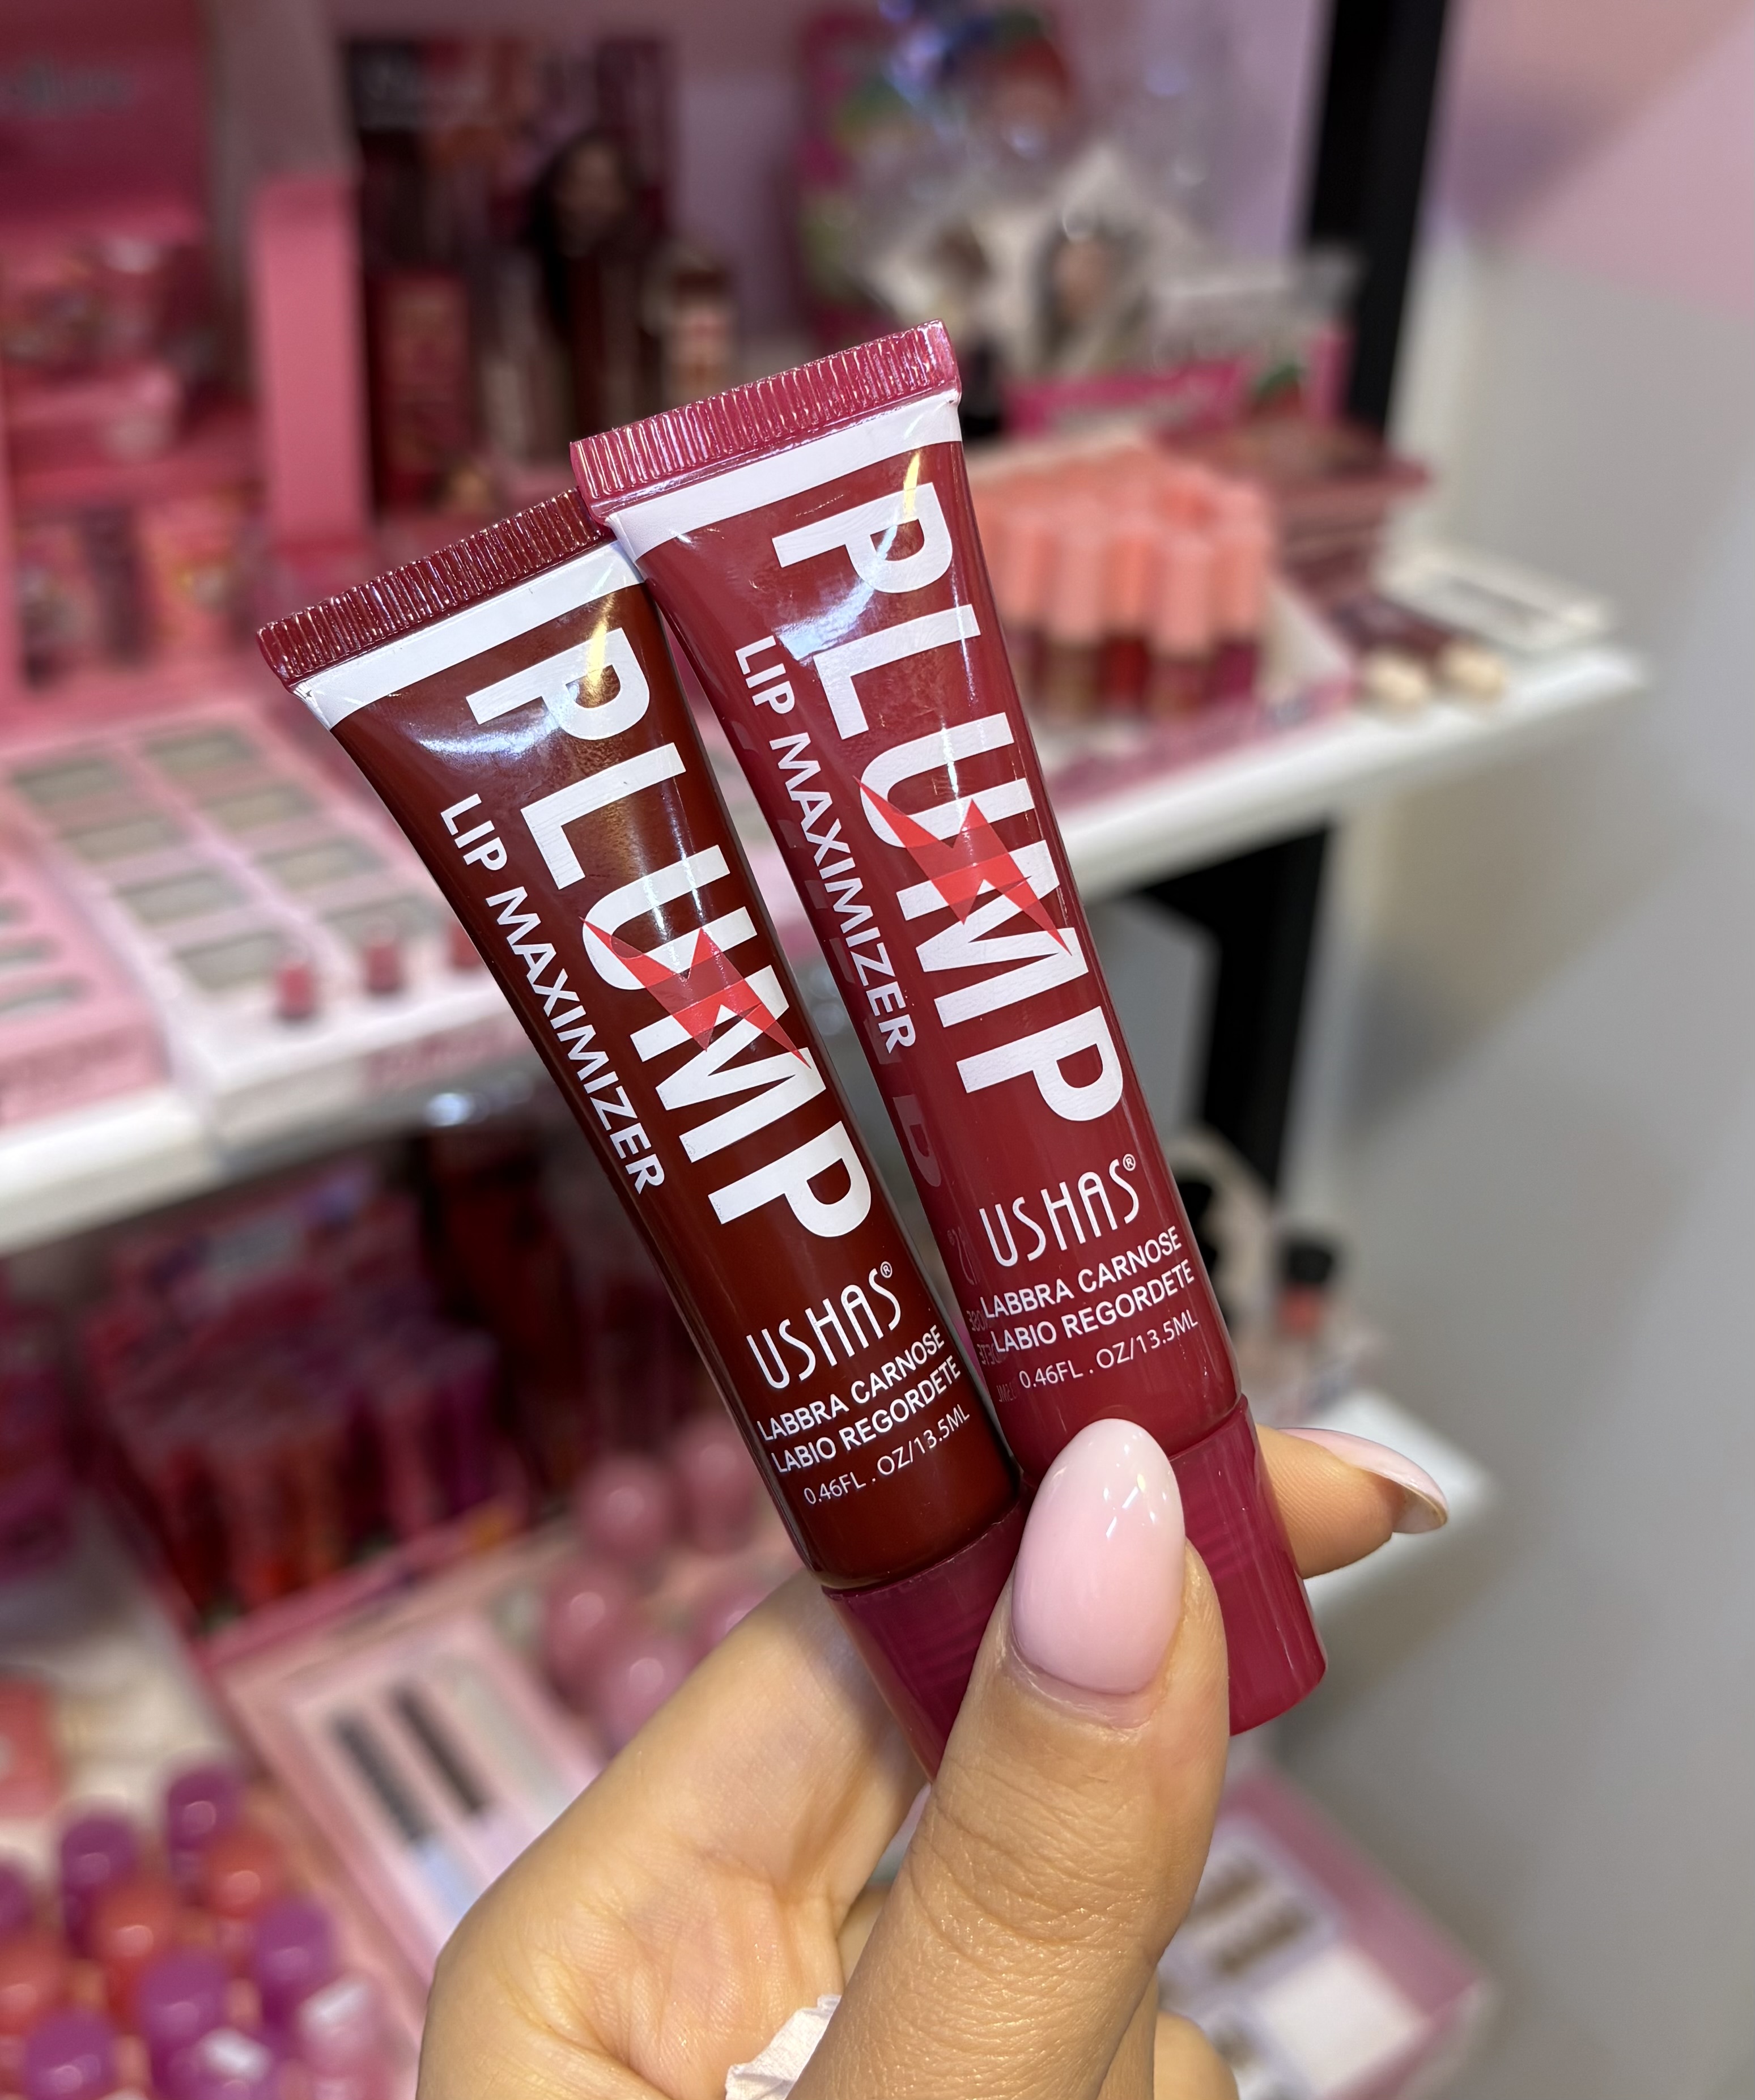 PLUMP
LIP MAXIMIZER
USHAS®
LABBRA CARNOSE
LABIO REGORDETE
0.46FL . OZ/13.5ML
PLUMP
LIP MAXIMIZER
USHAS®
LABBRA CARNOSE
LABIO REGORDETE
0.46FL . OZ/13.5ML